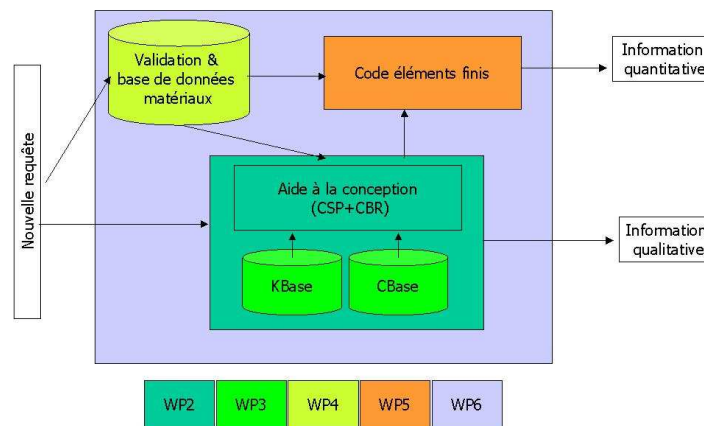 Validation &
base de données
matériaux
Code éléments finis
Information
quantitative
Nouvelle requête
Aide à la conception
(CSP+CBR)
Information
qualitative
KBase
CBase
WP2
WP3
WP4
WP5
WP6